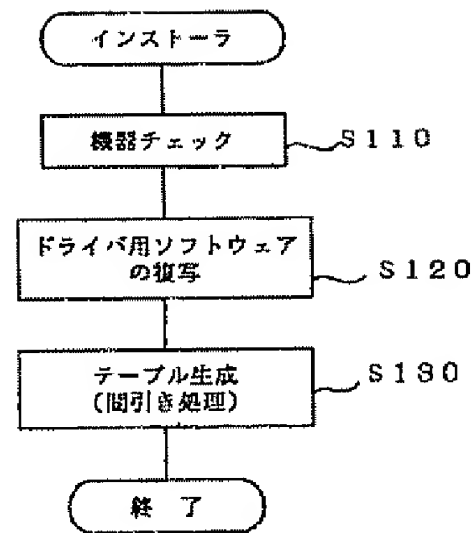 インストーラ
機器チェック
S110
ドライバ用ソフトウェア
の複写
S120
テーブル生成
(間引き処理)
S130
終 了